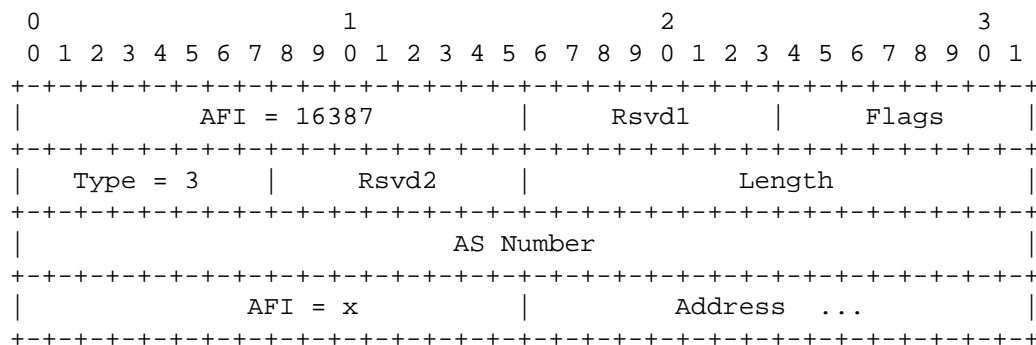 0                   1                   2                   3
 0 1 2 3 4 5 6 7 8 9 0 1 2 3 4 5 6 7 8 9 0 1 2 3 4 5 6 7 8 9 0 1
+-+-+-+-+-+-+-+-+-+-+-+-+-+-+-+-+-+-+-+-+-+-+-+-+-+-+-+-+-+-+-+-+
|           AFI = 16387         |     Rsvd1     |     Flags     |
+-+-+-+-+-+-+-+-+-+-+-+-+-+-+-+-+-+-+-+-+-+-+-+-+-+-+-+-+-+-+-+-+
|   Type = 3    |     Rsvd2     |             Length            |
+-+-+-+-+-+-+-+-+-+-+-+-+-+-+-+-+-+-+-+-+-+-+-+-+-+-+-+-+-+-+-+-+
|                           AS Number                           |
+-+-+-+-+-+-+-+-+-+-+-+-+-+-+-+-+-+-+-+-+-+-+-+-+-+-+-+-+-+-+-+-+
|              AFI = x          |         Address  ...          |
+-+-+-+-+-+-+-+-+-+-+-+-+-+-+-+-+-+-+-+-+-+-+-+-+-+-+-+-+-+-+-+-+